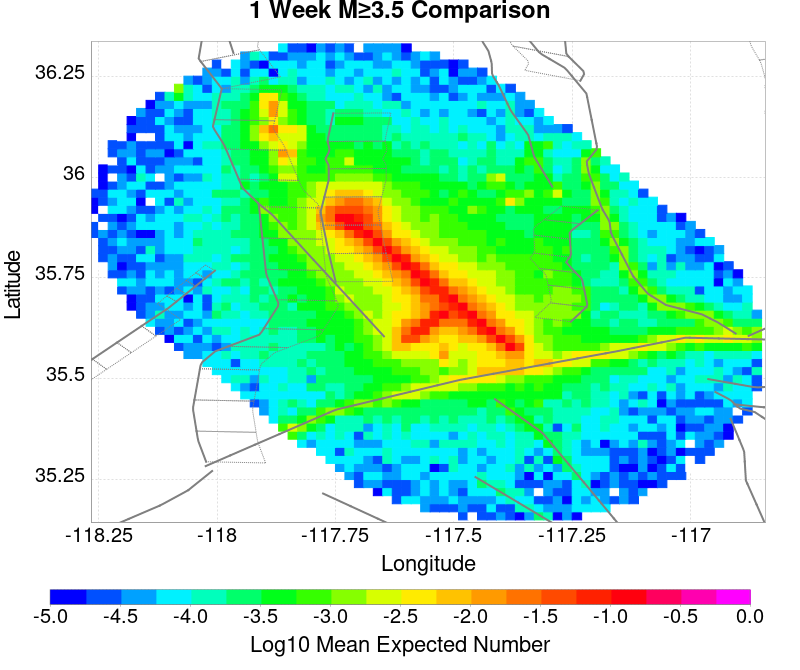 1 Week M≥3.5 Comparison
Latitude
36.25
36
35.75
35.5
35.25
-118.25 -118 -117.75 -117.5 -117.25 -117
Longitude
-5.0 -4.5 -4.0 -3.5 -3.0 -2.5 -2.0 -1.5 -1.0 -0.5 0.0
Log10 Mean Expected Number